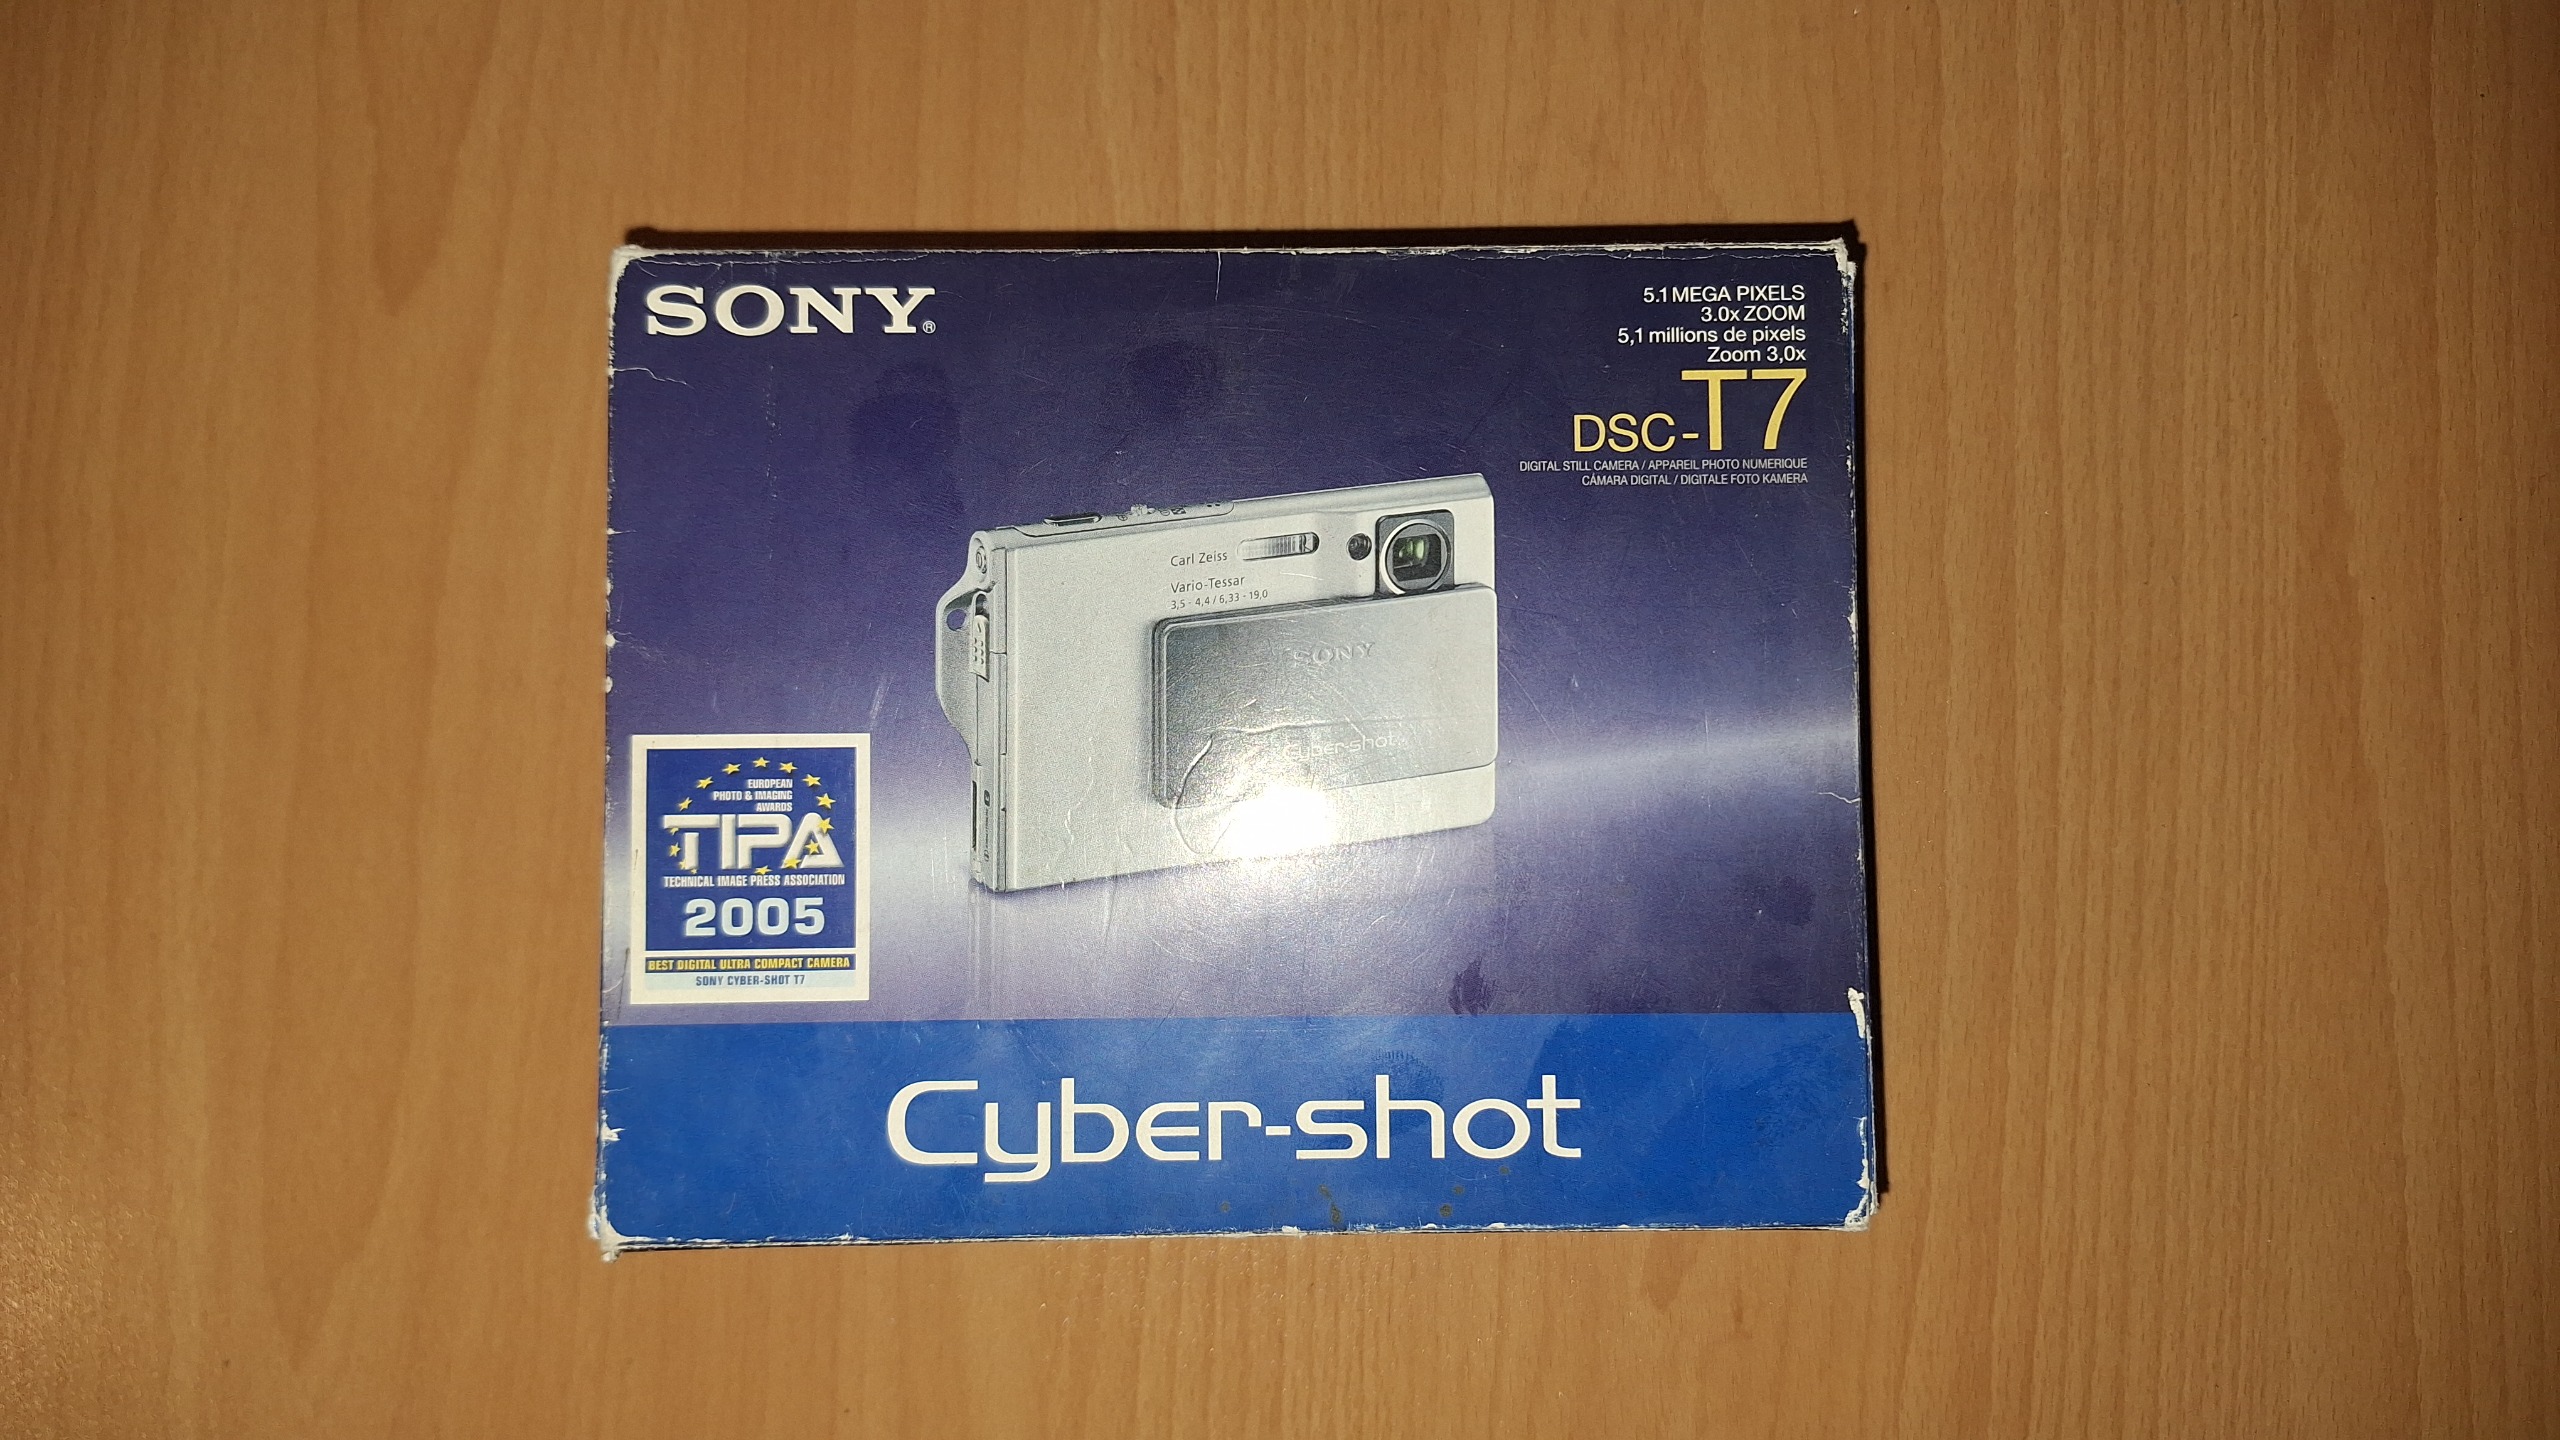 SONY®
5.1 MEGA PIXELS
3.0x ZOOM
5,1 millions de pixels
Zoom 3,0x
DSC-T7
DIGITAL STILL CAMERA / APPAREIL PHOTO NUMERIQUE
CÁMARA DIGITAL / DIGITALE FOTO KAMERA
Carl Zeiss
Vario-Tessar
3,5 - 4,4 / 6,33 - 19,0
SONY
Cyber-shot
EUROPEAN
PHOTO & IMAGING
AWARDS
TIPA
TECHNICAL IMAGE PRESS ASSOCIATION
2005
BEST DIGITAL ULTRA COMPACT CAMERA
SONY CYBER-SHOT T7
Cyber-shot